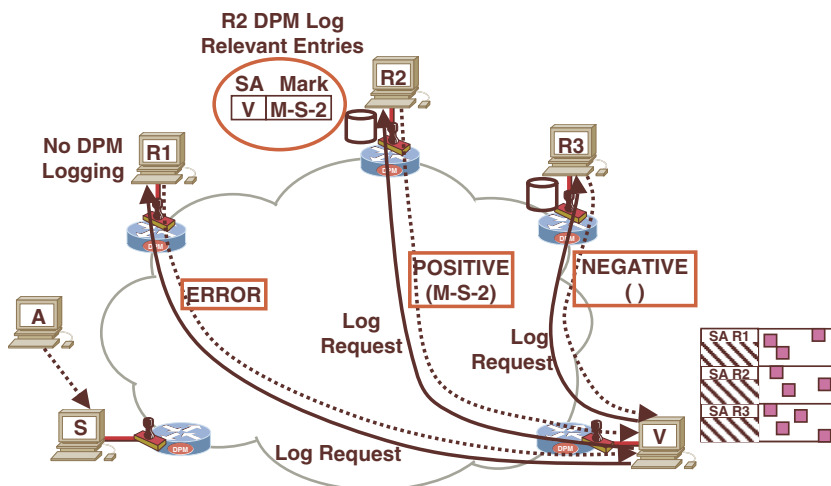 R2 DPM Log
Relevant Entries
SA Mark
V M-S-2
R2
No DPM
Logging
R1
R3
DPM
DPM
DPM
ERROR
POSITIVE
(M-S-2)
NEGATIVE
( )
A
Log
Request
Log
Request
SA R1
SA R2
SA R3
S
DPM
Log Request
DPM
V